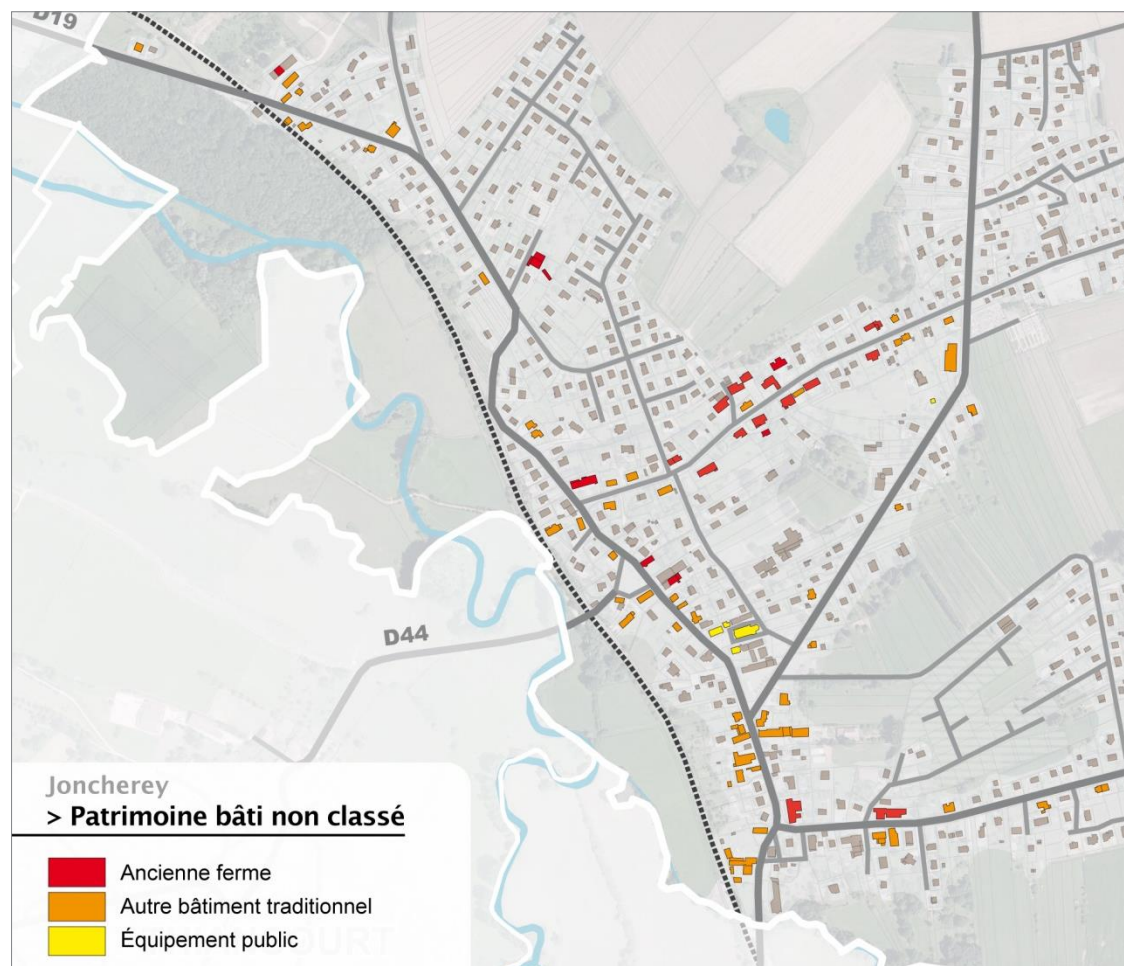 D19
D44
Joncherey
> Patrimoine bâti non classé
Ancienne ferme
Autre bâtiment traditionnel
Équipement public